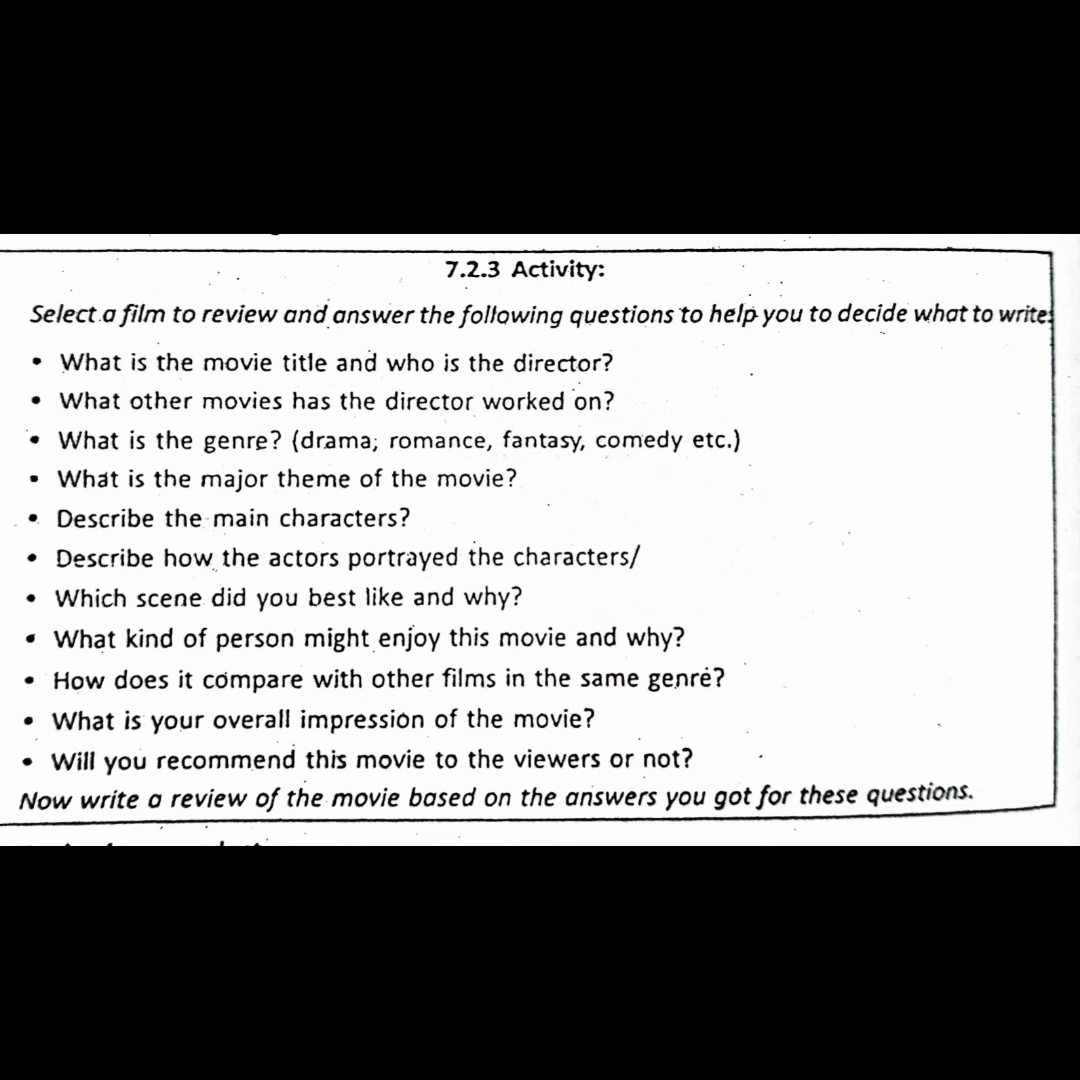 7.2.3 Activity:
Select a film to review and answer the following questions to help you to decide what to write:
• What is the movie title and who is the director?
• What other movies has the director worked on?
• What is the genre? (drama, romance, fantasy, comedy etc.)
• What is the major theme of the movie?
• Describe the main characters?
• Describe how the actors portrayed the characters/
• Which scene did you best like and why?
• What kind of person might enjoy this movie and why?
• How does it compare with other films in the same genre?
• What is your overall impression of the movie?
• Will you recommend this movie to the viewers or not?
Now write a review of the movie based on the answers you got for these questions.